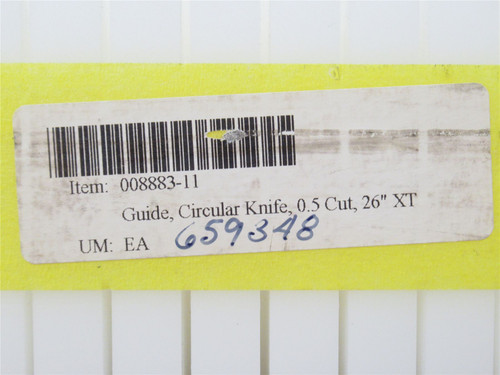 Item: 008883-11
Guide, Circular Knife, 0.5 Cut, 26" XT
UM: EA 659348